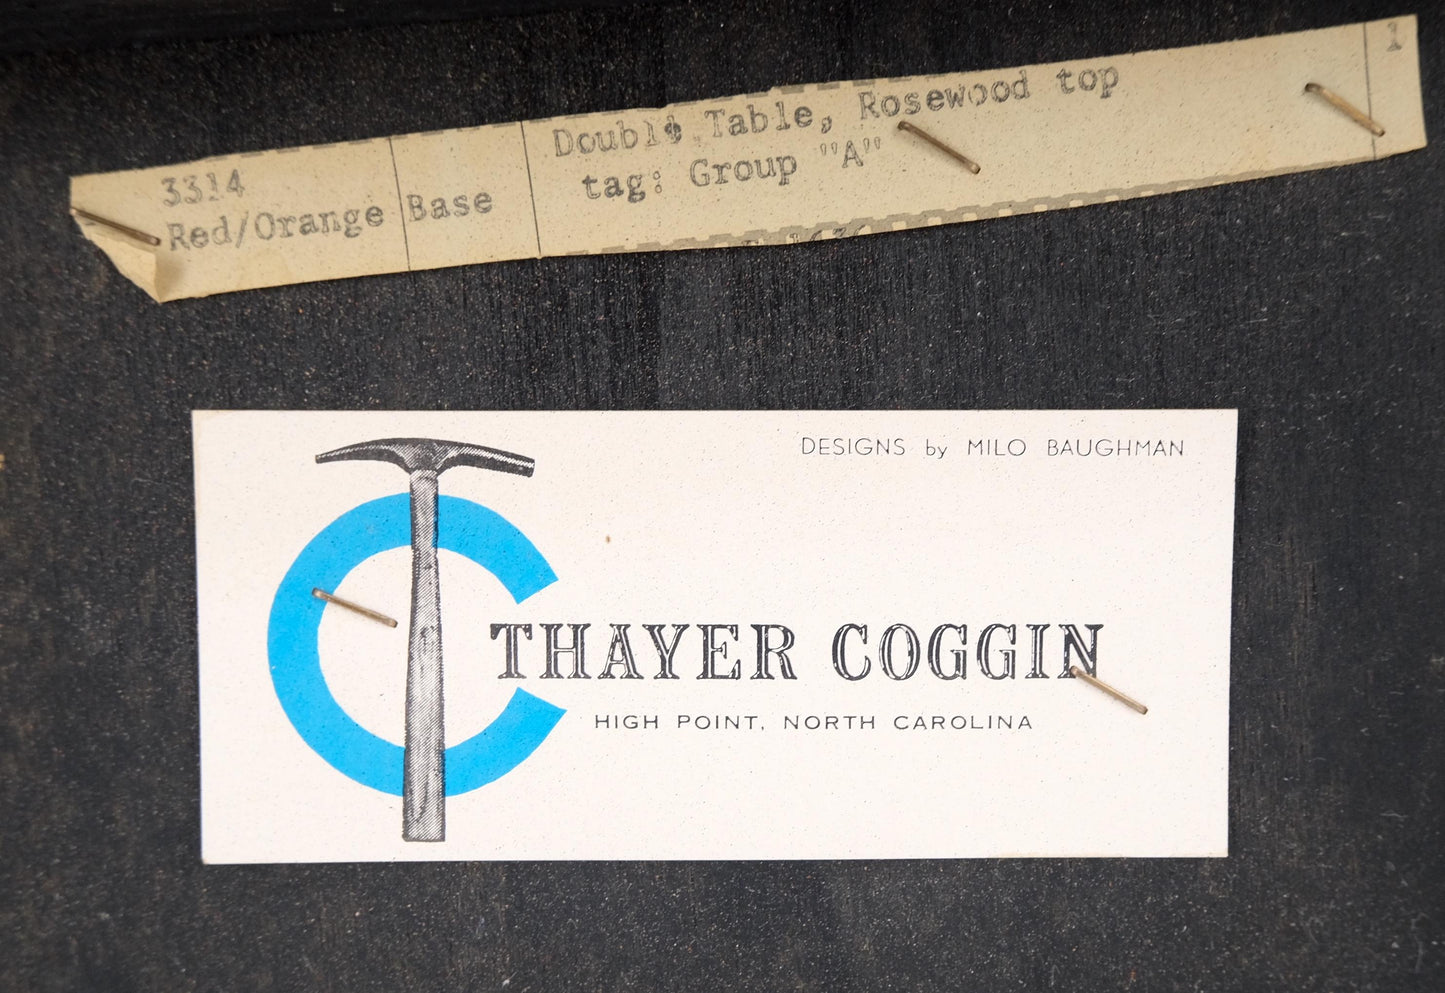 3314
Red/Orange Base
Double Table, Rosewood top
tag: Group "A"
1
DESIGNS by MILO BAUGHMAN
THAYER COGGIN
HIGH POINT, NORTH CAROLINA